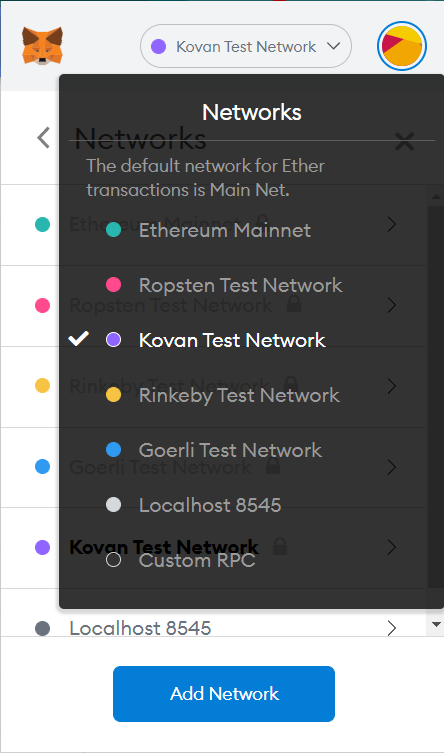 Kovan Test Network
Networks
Networks
The default network for Ether
transactions is Main Net.
Ethereum Mainnet
Ethereum Mainnet
Ropsten Test Network
Ropsten Test Network
Kovan Test Network
Rinkeby Test Network
Rinkeby Test Network
Goerli Test Network
Goerli Test Network
Localhost 8545
Kovan Test Network
Custom RPC
Localhost 8545
Add Network